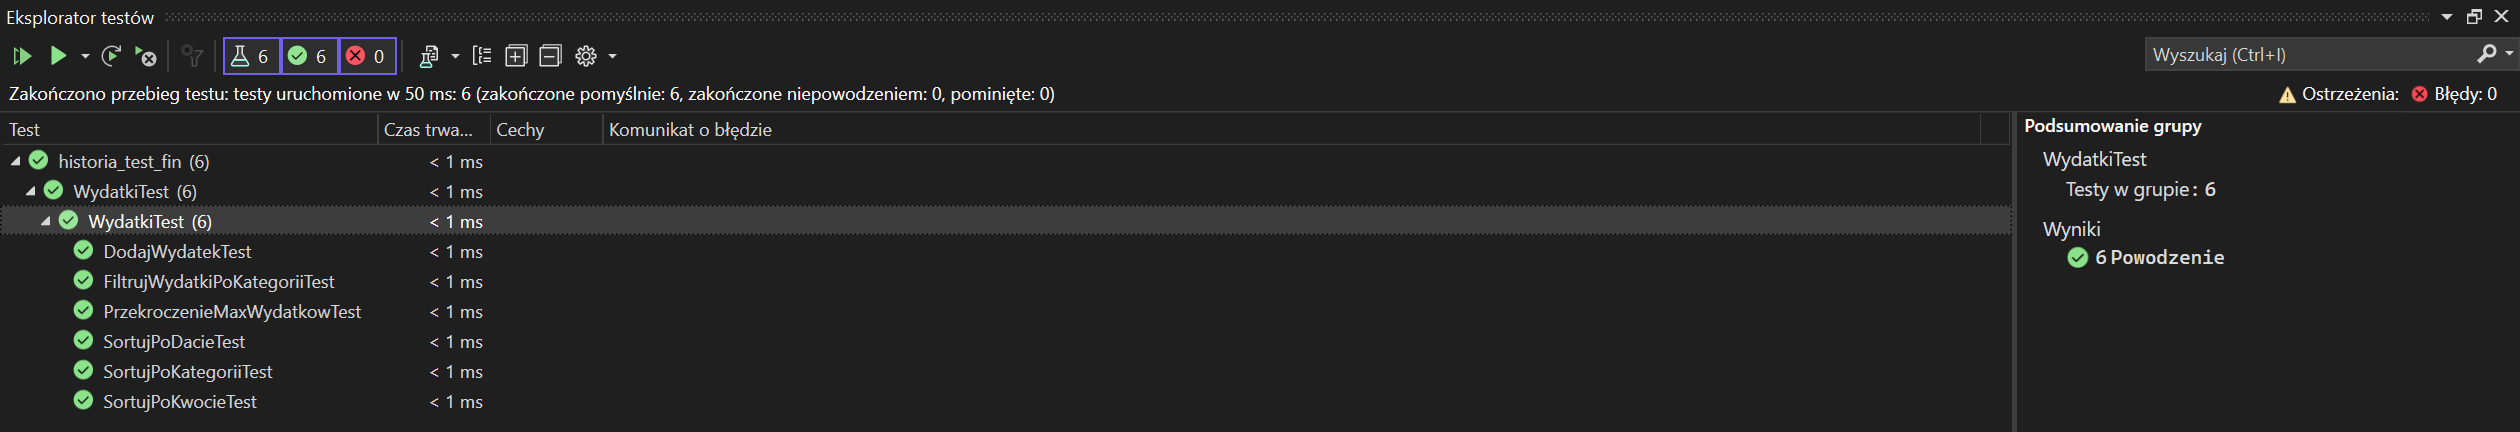 Eksplorator testów
6 6 0
Wyszukaj (Ctrl+I)
Zakończono przebieg testu: testy uruchomione w 50 ms: 6 (zakończone pomyślnie: 6, zakończone niepowodzeniem: 0, pominięte: 0)
Ostrzeżenia: Błędy: 0
Test Czas trwa... Cechy Komunikat o błędzie
historia_test_fin (6) < 1 ms
WydatkiTest (6) < 1 ms
WydatkiTest (6) < 1 ms
DodajWydatekTest < 1 ms
FiltrujWydatkiPoKategoriiTest < 1 ms
PrzekroczenieMaxWydatkowTest < 1 ms
SortujPoDacieTest < 1 ms
SortujPoKategoriiTest < 1 ms
SortujPoKwocieTest < 1 ms
Podsumowanie grupy
WydatkiTest
Testy w grupie: 6
Wyniki
6 Powodzenie